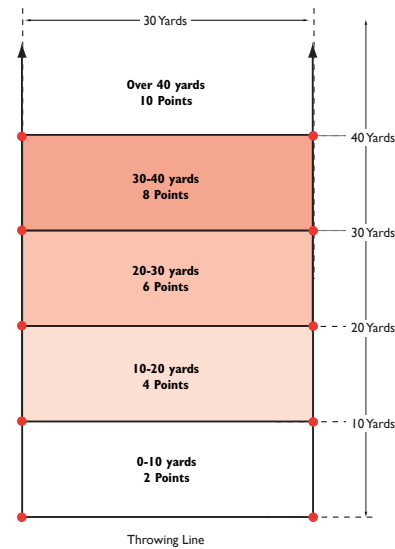 30 Yards
Over 40 yards
10 Points
40 Yards
30-40 yards
8 Points
30 Yards
20-30 yards
6 Points
20 Yards
10-20 yards
4 Points
10 Yards
0-10 yards
2 Points
Throwing Line